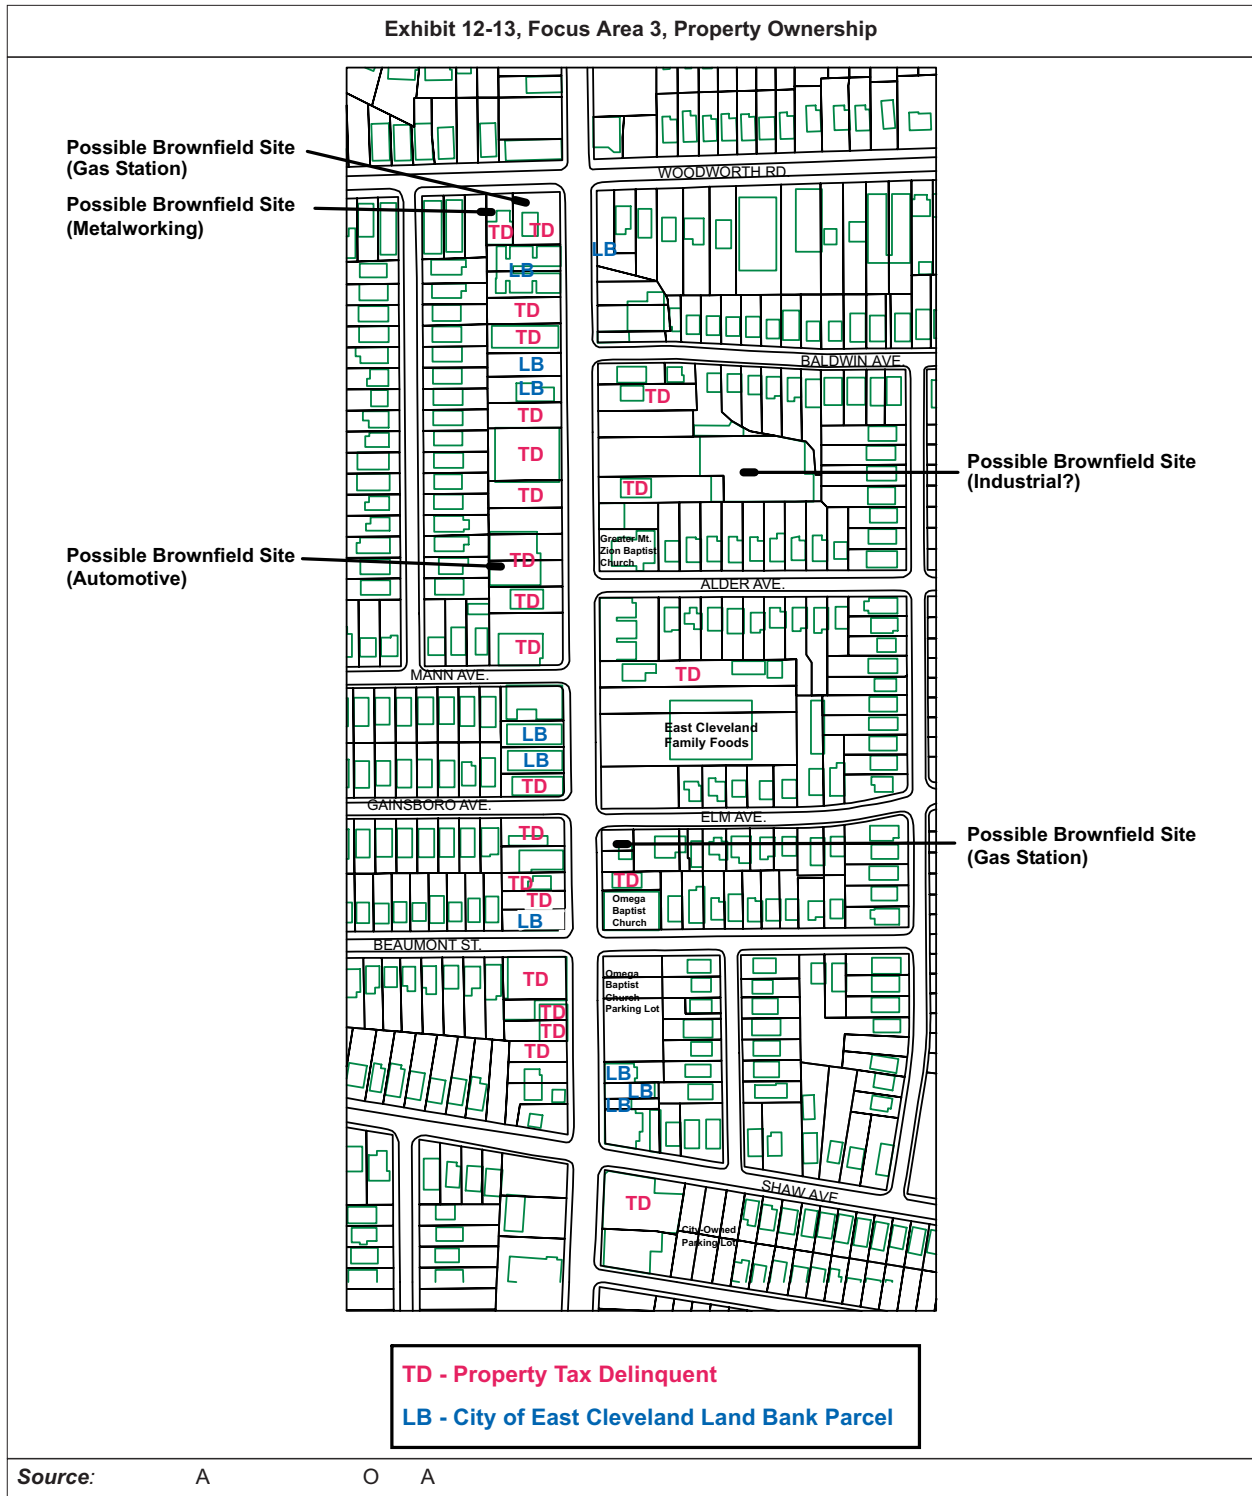 Exhibit 12-13, Focus Area 3, Property Ownership
Possible Brownfield Site
(Gas Station)
Possible Brownfield Site
(Metalworking)
WOODWORTH RD
TD
TD
LB
LB
TD
TD
LB
BALDWIN AVE.
LB
TD
TD
TD
TD
TD
Possible Brownfield Site
(Industrial?)
Greater Mt.
Zion Baptist
Church
Possible Brownfield Site
(Automotive)
TD
ALDER AVE.
TD
TD
MANN AVE.
TD
LB
East Cleveland
Family Foods
LB
TD
GAINSBORO AVE.
ELM AVE.
TD
Possible Brownfield Site
(Gas Station)
TD
TD
TD
Omega
Baptist
Church
LB
BEAUMONT ST.
TD
Omega
Baptist
Church
Parking Lot
TD
TD
TD
LB
LB
LB
SHAW AVE
TD
City-Owned
Parking Lot
TD - Property Tax Delinquent
LB - City of East Cleveland Land Bank Parcel
Source: A O A